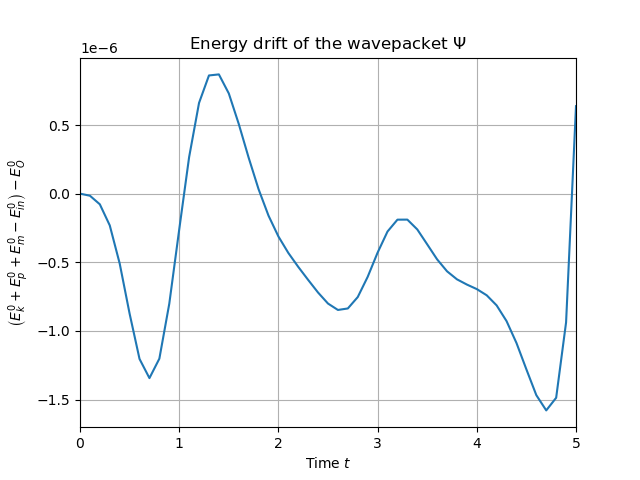 Energy drift of the wavepacket Ψ
1e−6
0.5
0.0
−0.5
−1.0
−1.5
(E_k^0 + E_p^0 + E_m^0 − E_in^0) − E_O^0
0 1 2 3 4 5
Time t